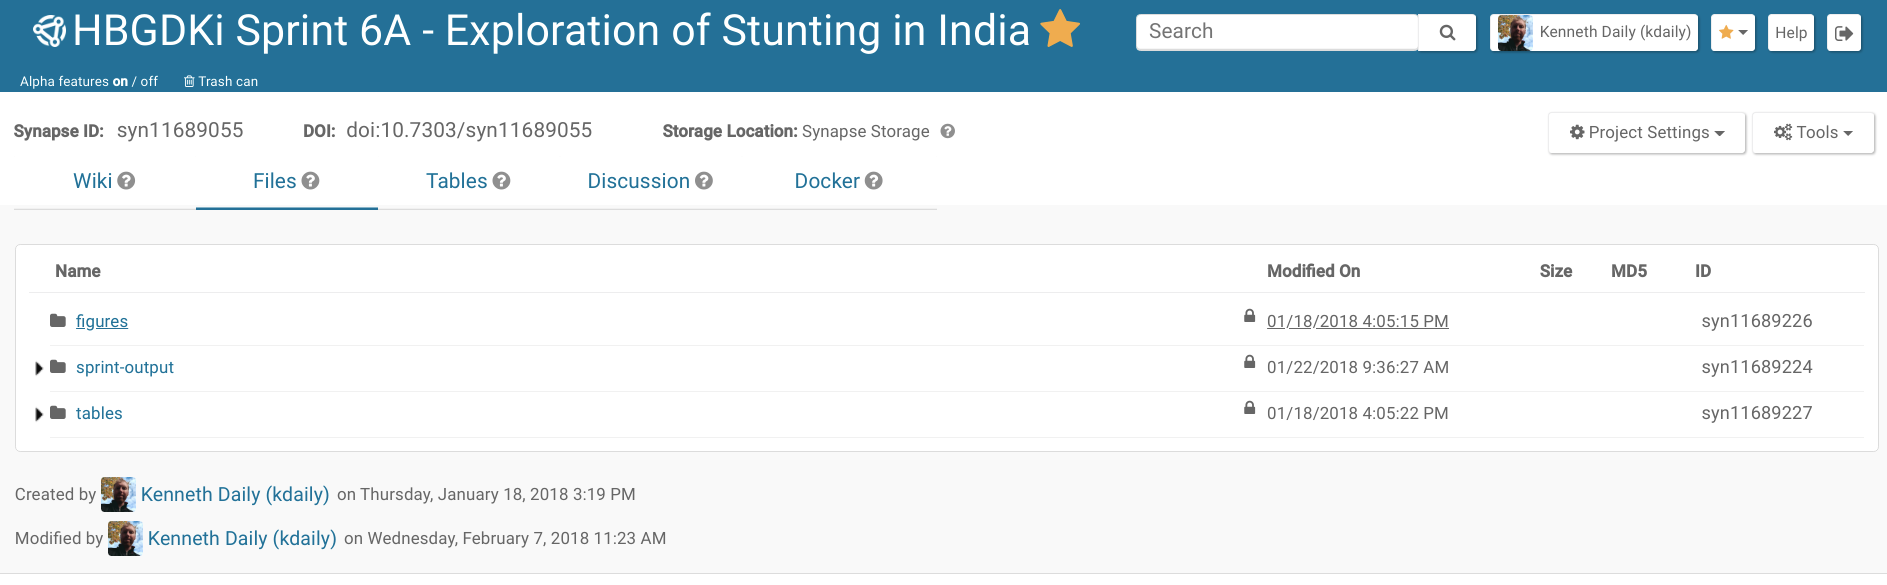 HBGDKi Sprint 6A - Exploration of Stunting in India
Search
Kenneth Daily (kdaily)
Help
Alpha features on / off
Trash can
Synapse ID: syn11689055
DOI: doi:10.7303/syn11689055
Storage Location: Synapse Storage
Project Settings
Tools
Wiki
Files
Tables
Discussion
Docker
Name Modified On Size MD5 ID
figures 01/18/2018 4:05:15 PM syn11689226
sprint-output 01/22/2018 9:36:27 AM syn11689224
tables 01/18/2018 4:05:22 PM syn11689227
Created by Kenneth Daily (kdaily) on Thursday, January 18, 2018 3:19 PM
Modified by Kenneth Daily (kdaily) on Wednesday, February 7, 2018 11:23 AM